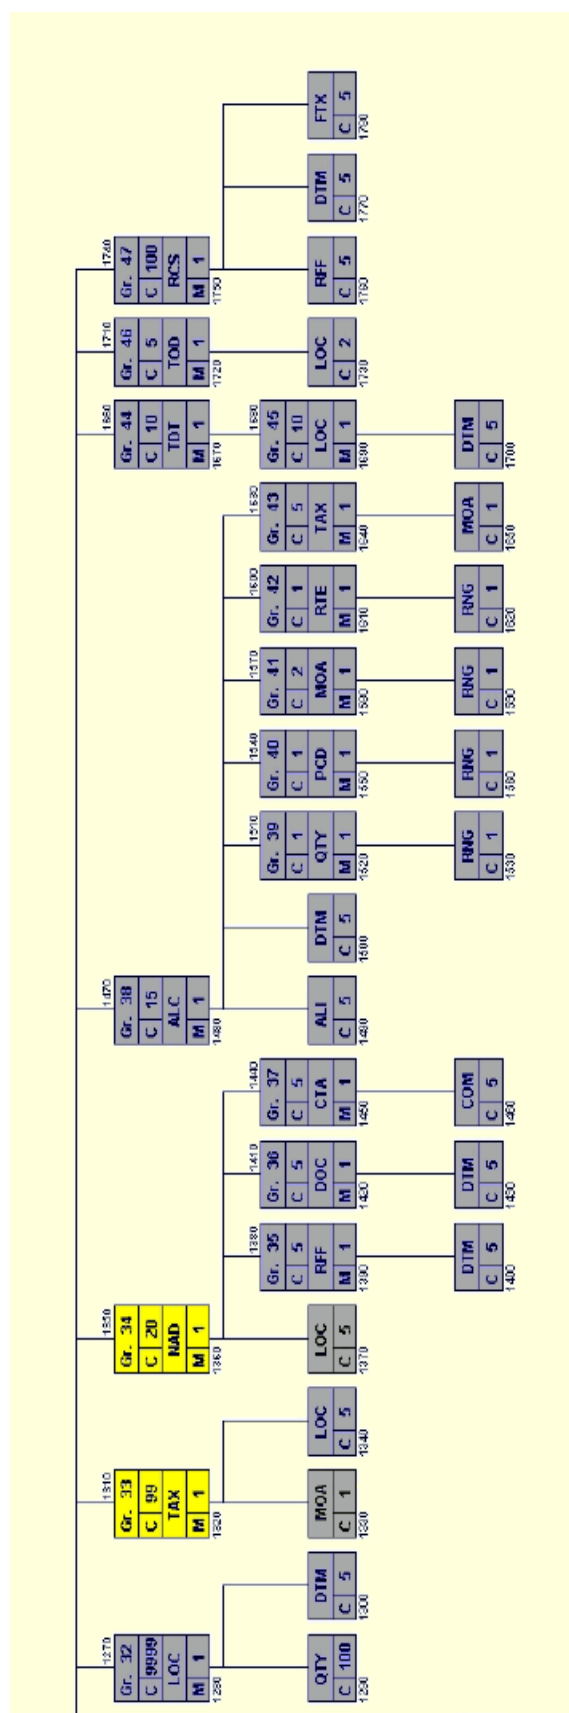 1270
Gr. 32
C 9999
LOC
M 1
1280
QTY
C 100
1290
DTM
C 5
1300
1310
Gr. 33
C 99
TAX
M 1
1320
MOA
C 1
1330
LOC
C 5
1340
1350
Gr. 34
C 20
NAD
M 1
1360
LOC
C 5
1370
1380
Gr. 35
C 5
RFF
M 1
1390
DTM
C 5
1400
1410
Gr. 36
C 5
DOC
M 1
1420
DTM
C 5
1430
1440
Gr. 37
C 5
CTA
M 1
1450
COM
C 5
1460
1470
Gr. 38
C 15
ALC
M 1
1480
ALI
C 5
1490
DTM
C 5
1500
1510
Gr. 39
C 1
QTY
M 1
1520
RNG
C 1
1530
1540
Gr. 40
C 1
PCD
M 1
1550
RNG
C 1
1560
1570
Gr. 41
C 2
MOA
M 1
1580
RNG
C 1
1590
1600
Gr. 42
C 1
RTE
M 1
1610
RNG
C 1
1620
1630
Gr. 43
C 5
TAX
M 1
1640
MOA
C 1
1650
1660
Gr. 44
C 10
TDT
M 1
1670
1680
Gr. 45
C 10
LOC
M 1
1690
DTM
C 5
1700
1710
Gr. 46
C 5
TOD
M 1
1720
LOC
C 2
1730
1740
Gr. 47
C 100
RCS
M 1
1750
RFF
C 5
1760
DTM
C 5
1770
FTX
C 5
1780